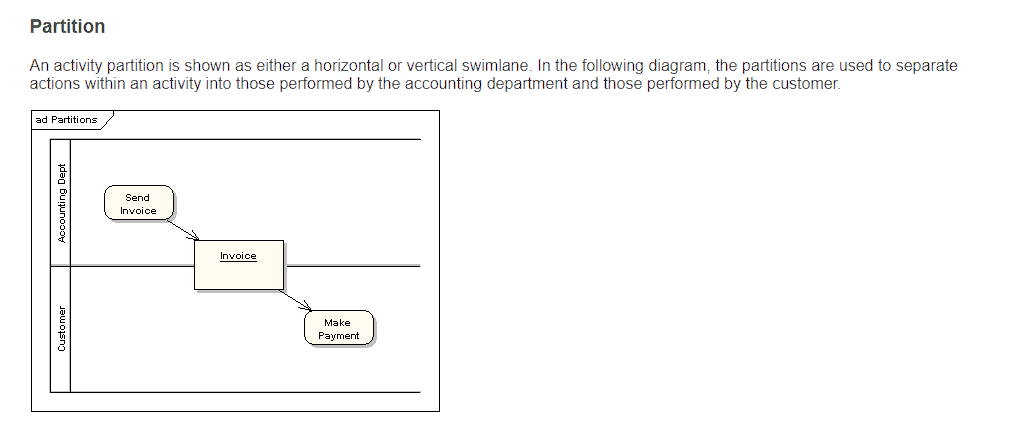 Partition
An activity partition is shown as either a horizontal or vertical swimlane. In the following diagram, the partitions are used to separate
actions within an activity into those performed by the accounting department and those performed by the customer.
ad Partitions
Accounting Dept
Send
Invoice
Invoice
Customer
Make
Payment